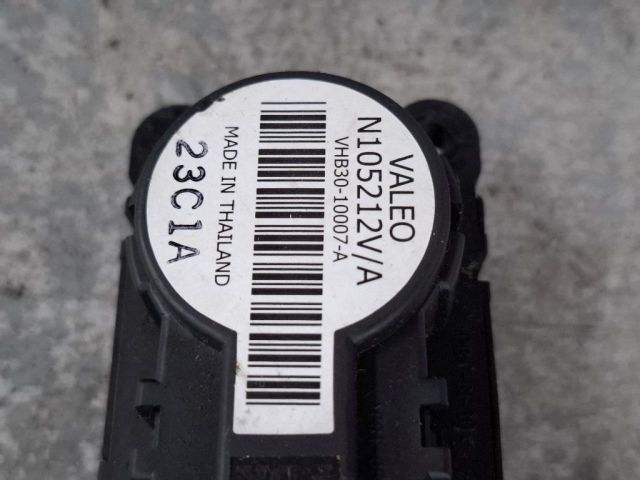 VALEO
N105212V/A
VHB30-10007-A
MADE IN THAILAND
23C1A